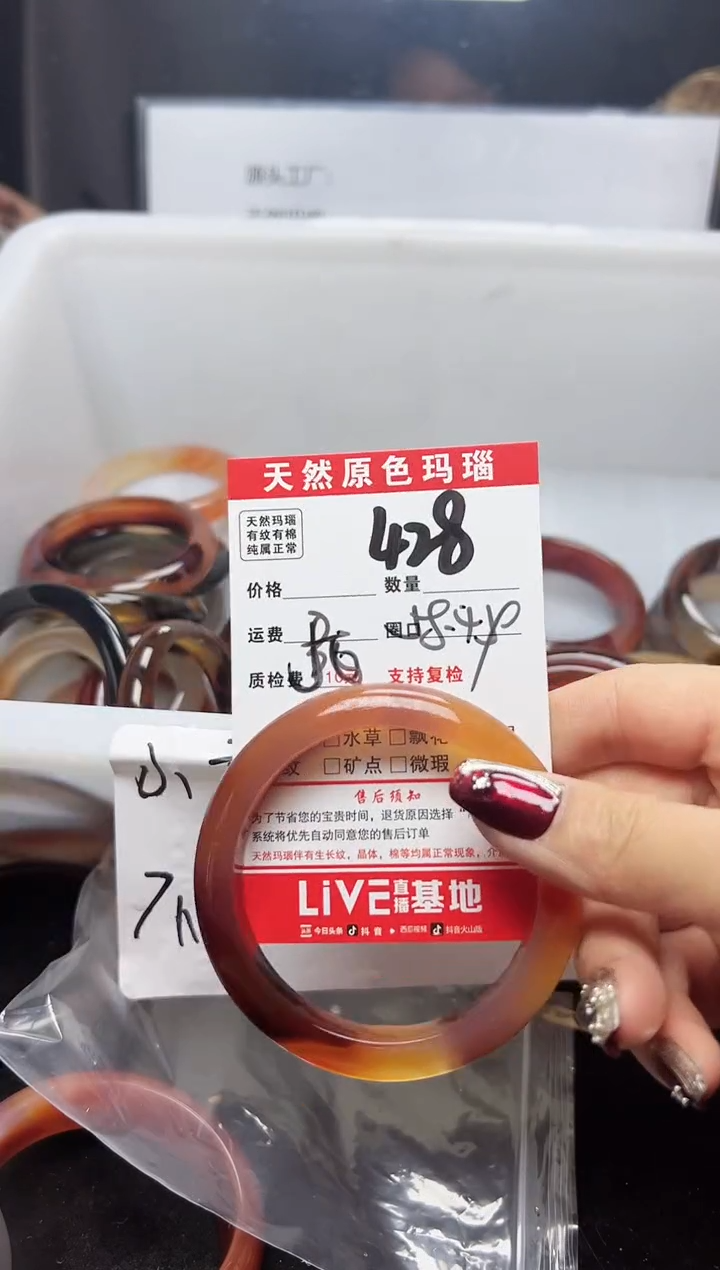 源头工厂:
天然原色玛瑙
天然玛瑙
有纹有棉
纯属正常
428
价格 数量
运费 圈口
质检费 支持复检
水草 飘花
纹 矿点 微瑕
售后须知
为了节省您的宝贵时间，退货原因选择“
系统将优先自动同意您的售后订单
天然玛瑙伴有生长纹，晶体，棉等均属正常现象，介
LiVE直播基地
今日头条 抖音 西瓜视频 抖音火山版